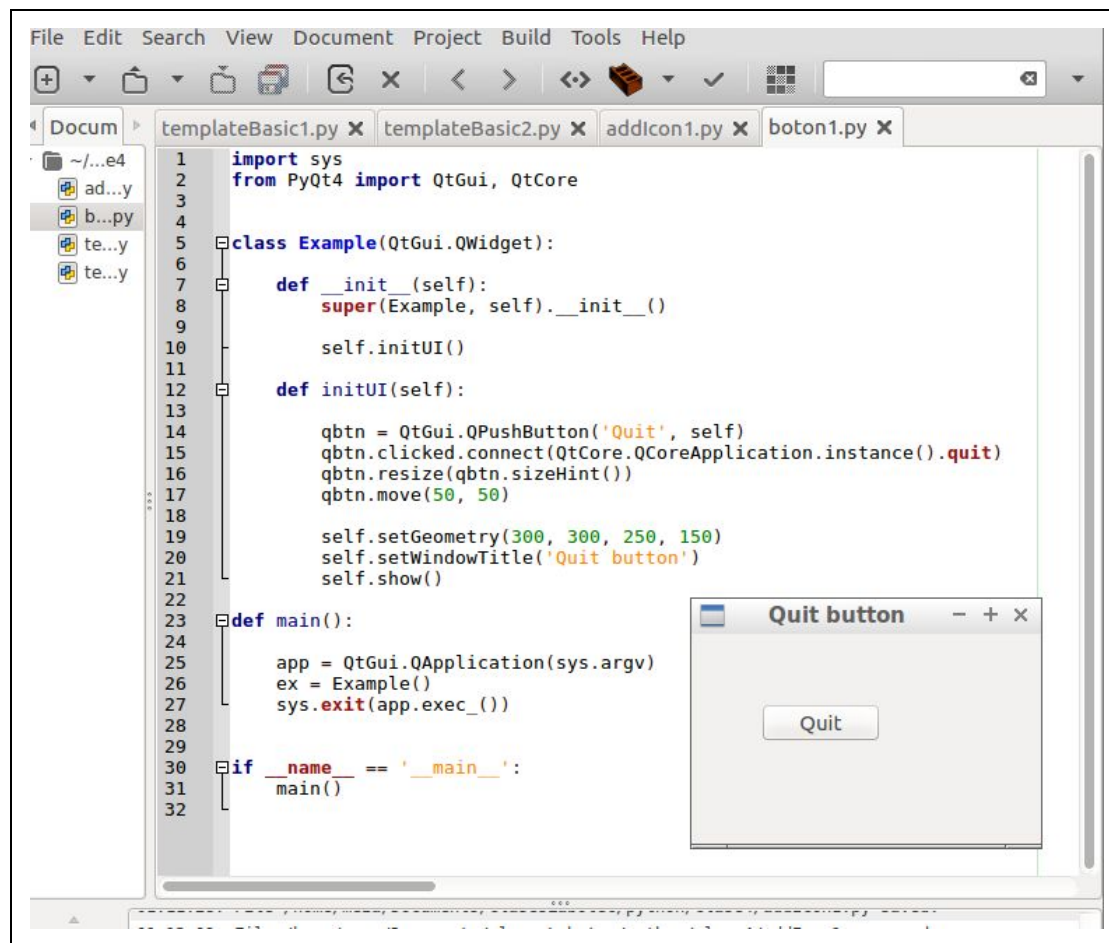 File Edit Search View Document Project Build Tools Help
Docum
templateBasic1.py templateBasic2.py addIcon1.py boton1.py
~/...e4
ad...y
b...py
te...y
te...y
1 import sys
2 from PyQt4 import QtGui, QtCore
3
4
5 class Example(QtGui.QWidget):
6
7 def __init__(self):
8 super(Example, self).__init__()
9
10 self.initUI()
11
12 def initUI(self):
13
14 qbtn = QtGui.QPushButton('Quit', self)
15 qbtn.clicked.connect(QtCore.QCoreApplication.instance().quit)
16 qbtn.resize(qbtn.sizeHint())
17 qbtn.move(50, 50)
18
19 self.setGeometry(300, 300, 250, 150)
20 self.setWindowTitle('Quit button')
21 self.show()
22
23 def main():
24
25 app = QtGui.QApplication(sys.argv)
26 ex = Example()
27 sys.exit(app.exec_())
28
29
30 if __name__ == '__main__':
31 main()
32
Quit button
Quit